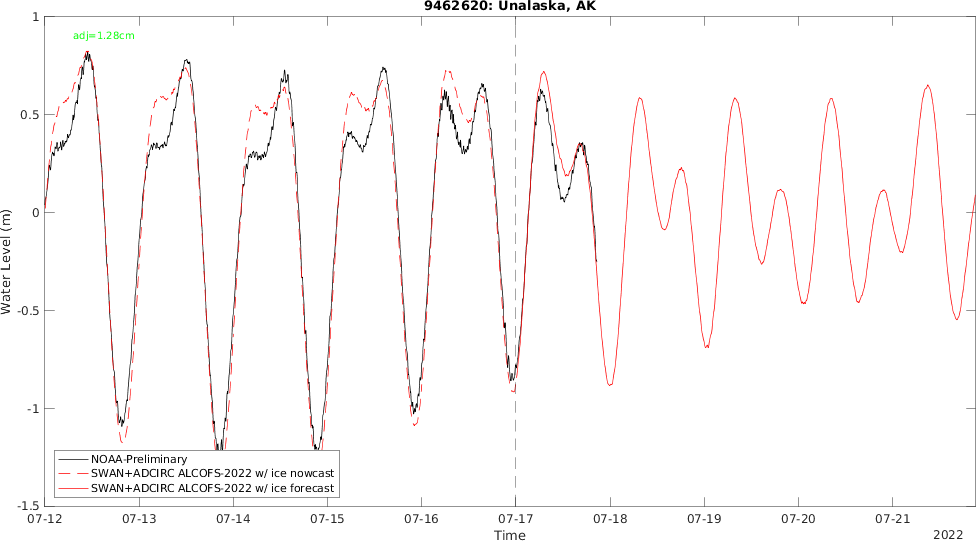 9462620: Unalaska, AK
adj=1.28cm
1
0.5
0
-0.5
-1
-1.5
Water Level (m)
NOAA-Preliminary
SWAN+ADCIRC ALCOFS-2022 w/ ice nowcast
SWAN+ADCIRC ALCOFS-2022 w/ ice forecast
07-12 07-13 07-14 07-15 07-16 07-17 07-18 07-19 07-20 07-21
Time
2022